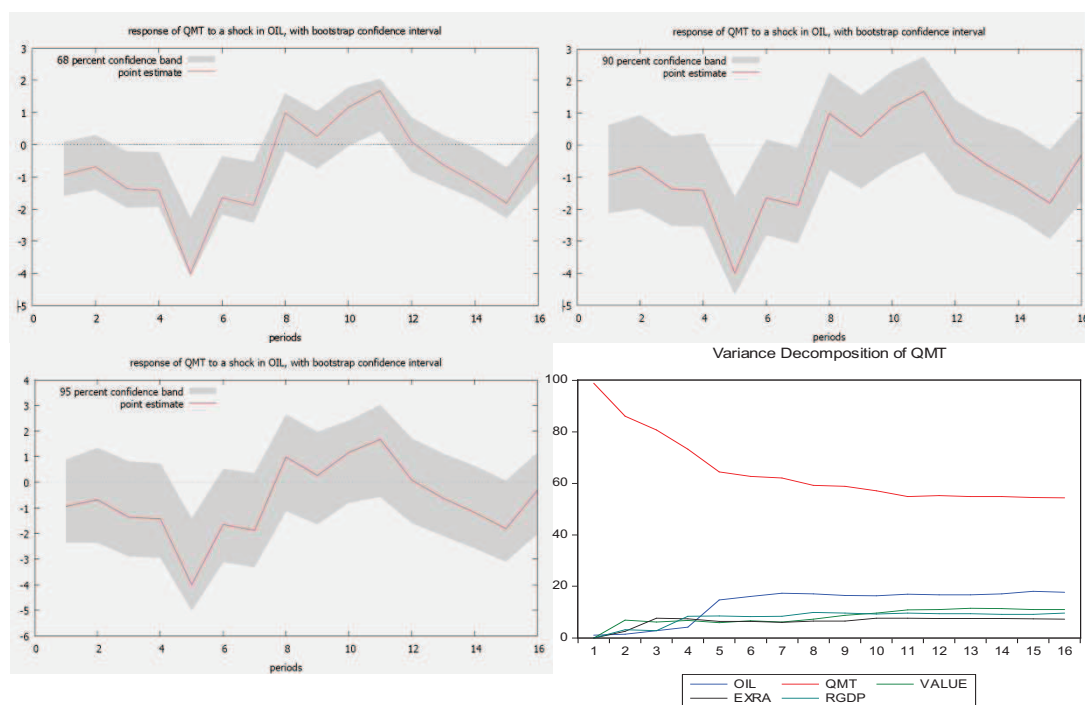 response of QMT to a shock in OIL, with bootstrap confidence interval
3
2
1
0
-1
-2
-3
-4
-5
68 percent confidence band
point estimate
0 2 4 6 8 10 12 14 16
periods
response of QMT to a shock in OIL, with bootstrap confidence interval
3
2
1
0
-1
-2
-3
-4
-5
90 percent confidence band
point estimate
0 2 4 6 8 10 12 14 16
periods
response of QMT to a shock in OIL, with bootstrap confidence interval
4
3
2
1
0
-1
-2
-3
-4
-5
-6
95 percent confidence band
point estimate
0 2 4 6 8 10 12 14 16
periods
Variance Decomposition of QMT
100
80
60
40
20
0
1 2 3 4 5 6 7 8 9 10 11 12 13 14 15 16
OIL QMT VALUE
EXRA RGDP